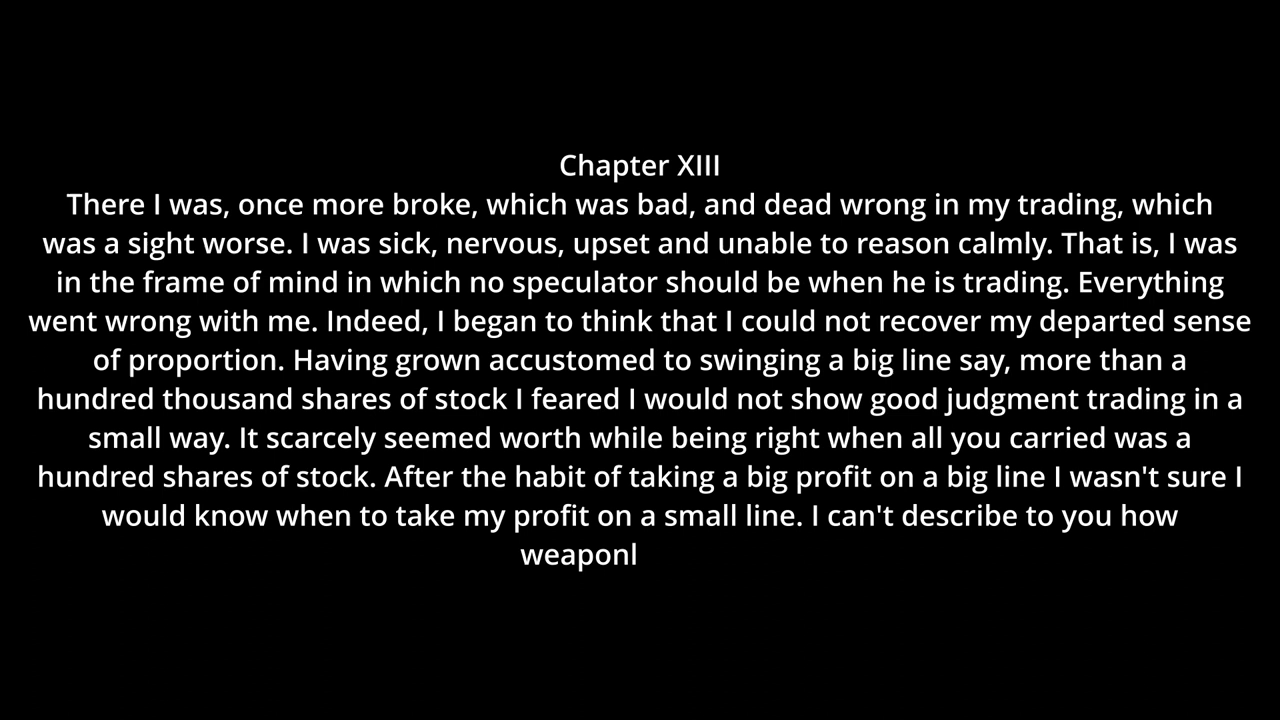 Chapter XIII
There I was, once more broke, which was bad, and dead wrong in my trading, which
was a sight worse. I was sick, nervous, upset and unable to reason calmly. That is, I was
in the frame of mind in which no speculator should be when he is trading. Everything
went wrong with me. Indeed, I began to think that I could not recover my departed sense
of proportion. Having grown accustomed to swinging a big line say, more than a
hundred thousand shares of stock I feared I would not show good judgment trading in a
small way. It scarcely seemed worth while being right when all you carried was a
hundred shares of stock. After the habit of taking a big profit on a big line I wasn't sure I
would know when to take my profit on a small line. I can't describe to you how
weaponl